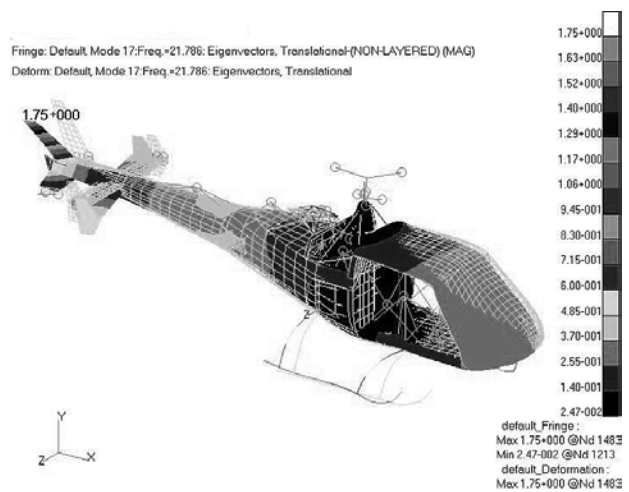 Fringe: Default, Mode 17:Freq.=21.786: Eigenvectors, Translational-(NON-LAYERED) (MAG)
Deform: Default, Mode 17:Freq.=21.786: Eigenvectors, Translational
1.75+000
1.75+000
1.63+000
1.52+000
1.40+000
1.29+000
1.17+000
1.06+000
9.45-001
8.30-001
7.15-001
6.00-001
4.85-001
3.70-001
2.55-001
1.40-001
2.47-002
Z
Y
Z
X
default_Fringe :
Max 1.75+000 @Nd 1483
Min 2.47-002 @Nd 1213
default_Deformation :
Max 1.75+000 @Nd 1483